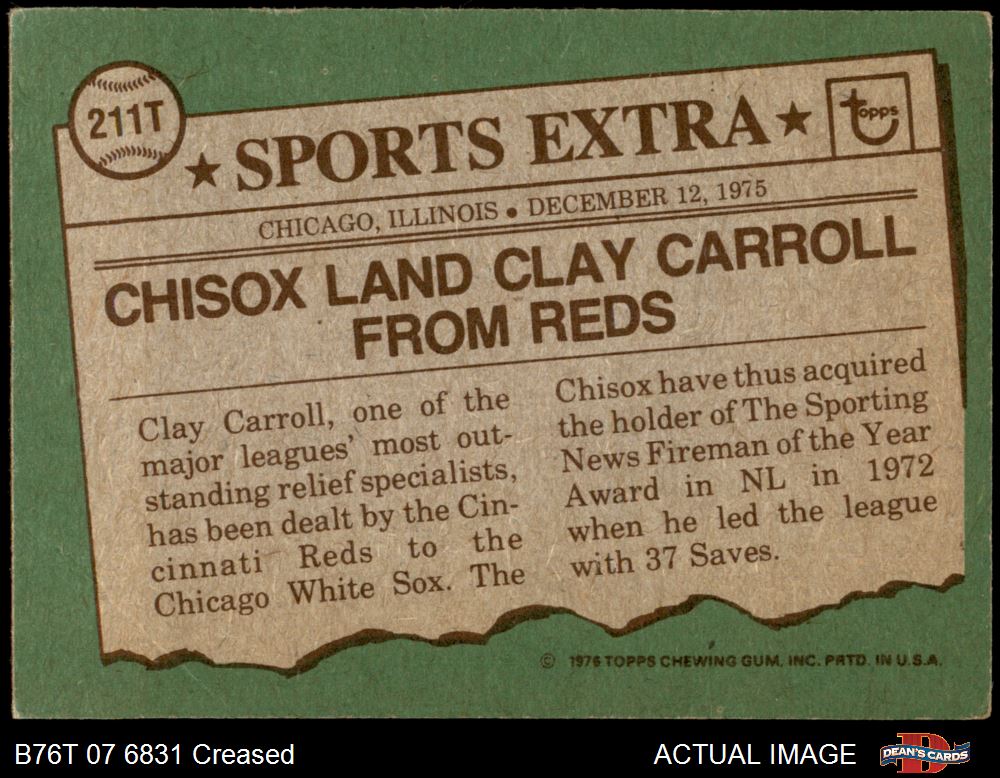 211T
★ SPORTS EXTRA ★
topps
CHICAGO, ILLINOIS • DECEMBER 12, 1975
CHISOX LAND CLAY CARROLL
FROM REDS
Clay Carroll, one of the
major leagues' most out-
standing relief specialists,
has been dealt by the Cin-
cinnati Reds to the
Chicago White Sox. The
Chisox have thus acquired
the holder of The Sporting
News Fireman of the Year
Award in NL in 1972
when he led the league
with 37 Saves.
© 1976 TOPPS CHEWING GUM, INC. PRTD. IN U.S.A.
B76T 07 6831 Creased
ACTUAL IMAGE
DEAN'S CARDS